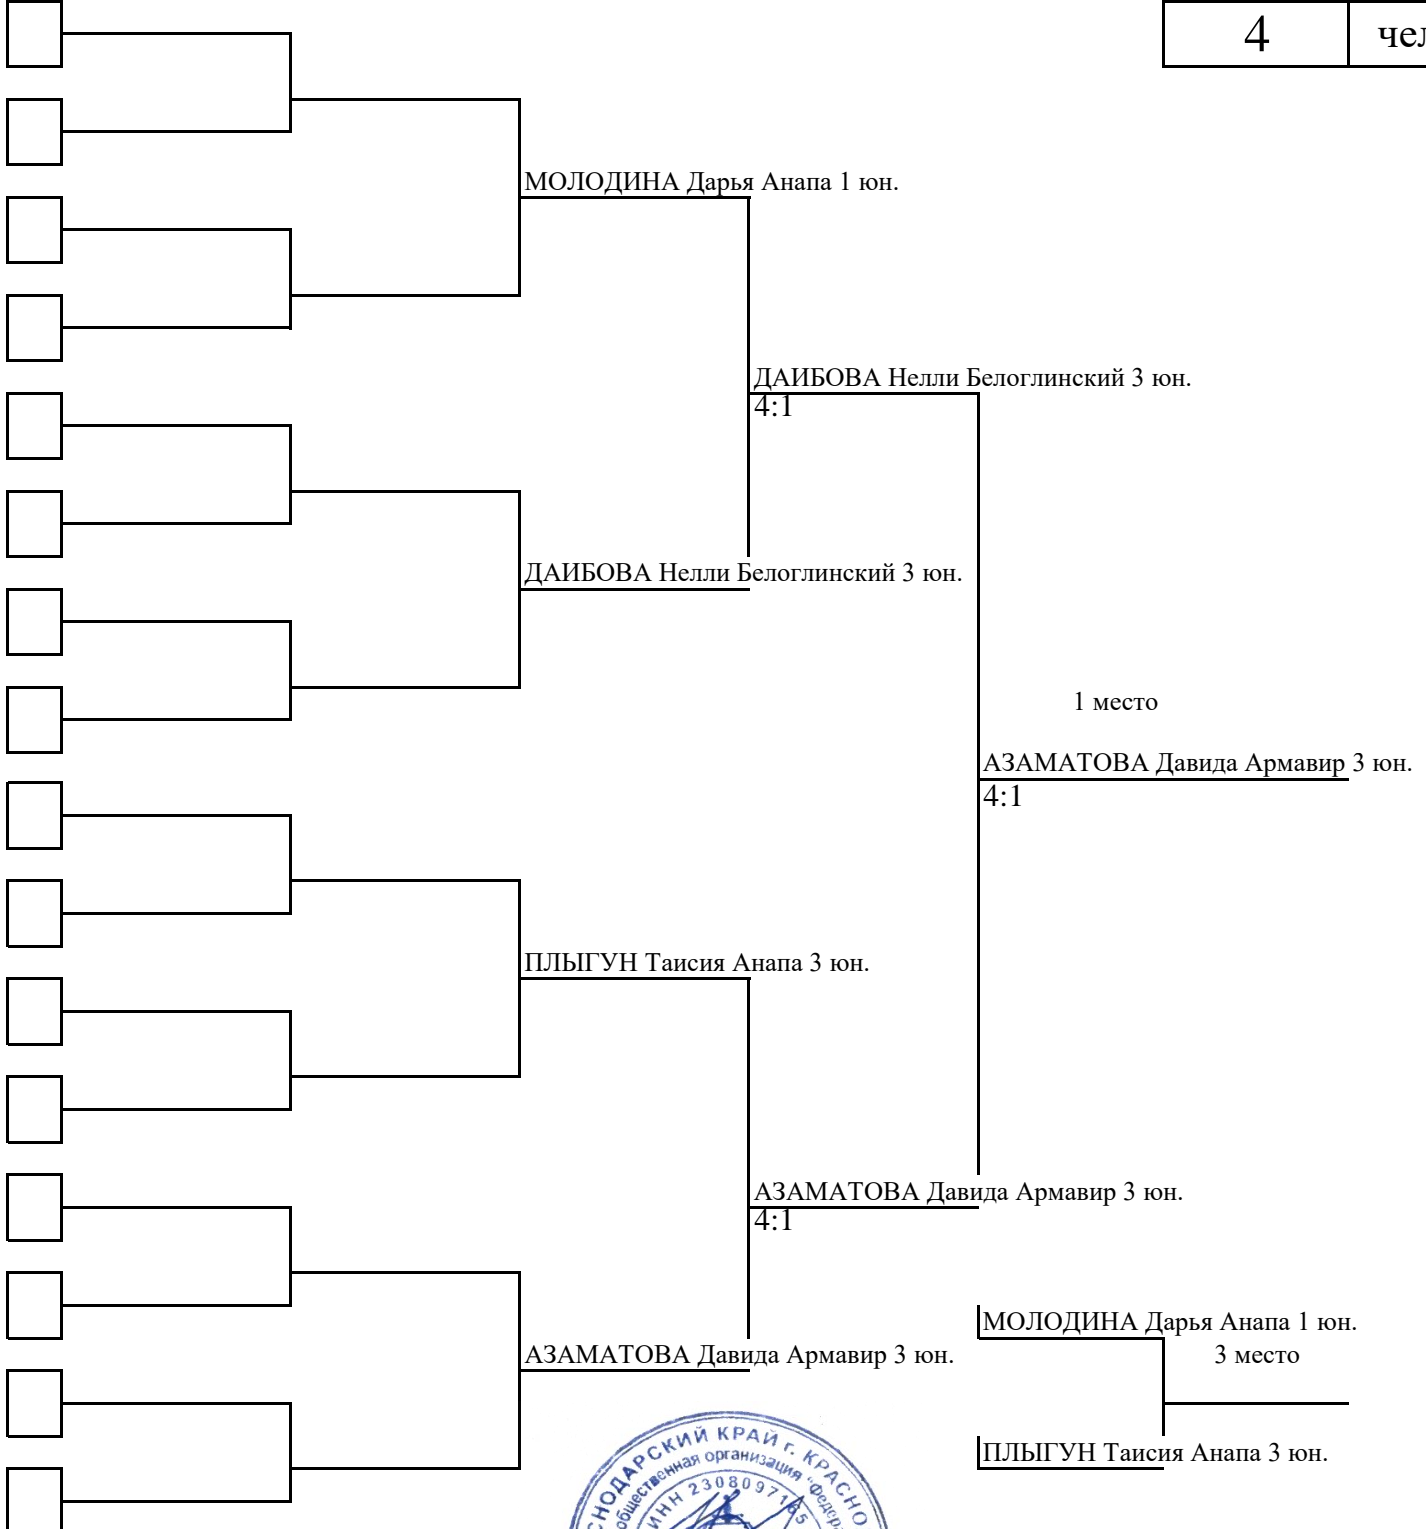 4 чел
МОЛОДИНА Дарья Анапа 1 юн.
ДАИБОВА Нелли Белоглинский 3 юн.
4:1
ДАИБОВА Нелли Белоглинский 3 юн.
1 место
АЗАМАТОВА Давида Армавир 3 юн.
4:1
ПЛЫГУН Таисия Анапа 3 юн.
АЗАМАТОВА Давида Армавир 3 юн.
4:1
МОЛОДИНА Дарья Анапа 1 юн.
АЗАМАТОВА Давида Армавир 3 юн.
3 место
ПЛЫГУН Таисия Анапа 3 юн.
СНОДАРСКИЙ КРАЙ г. КРАСНО
общественная организация "Федера
ИНН 2308097165